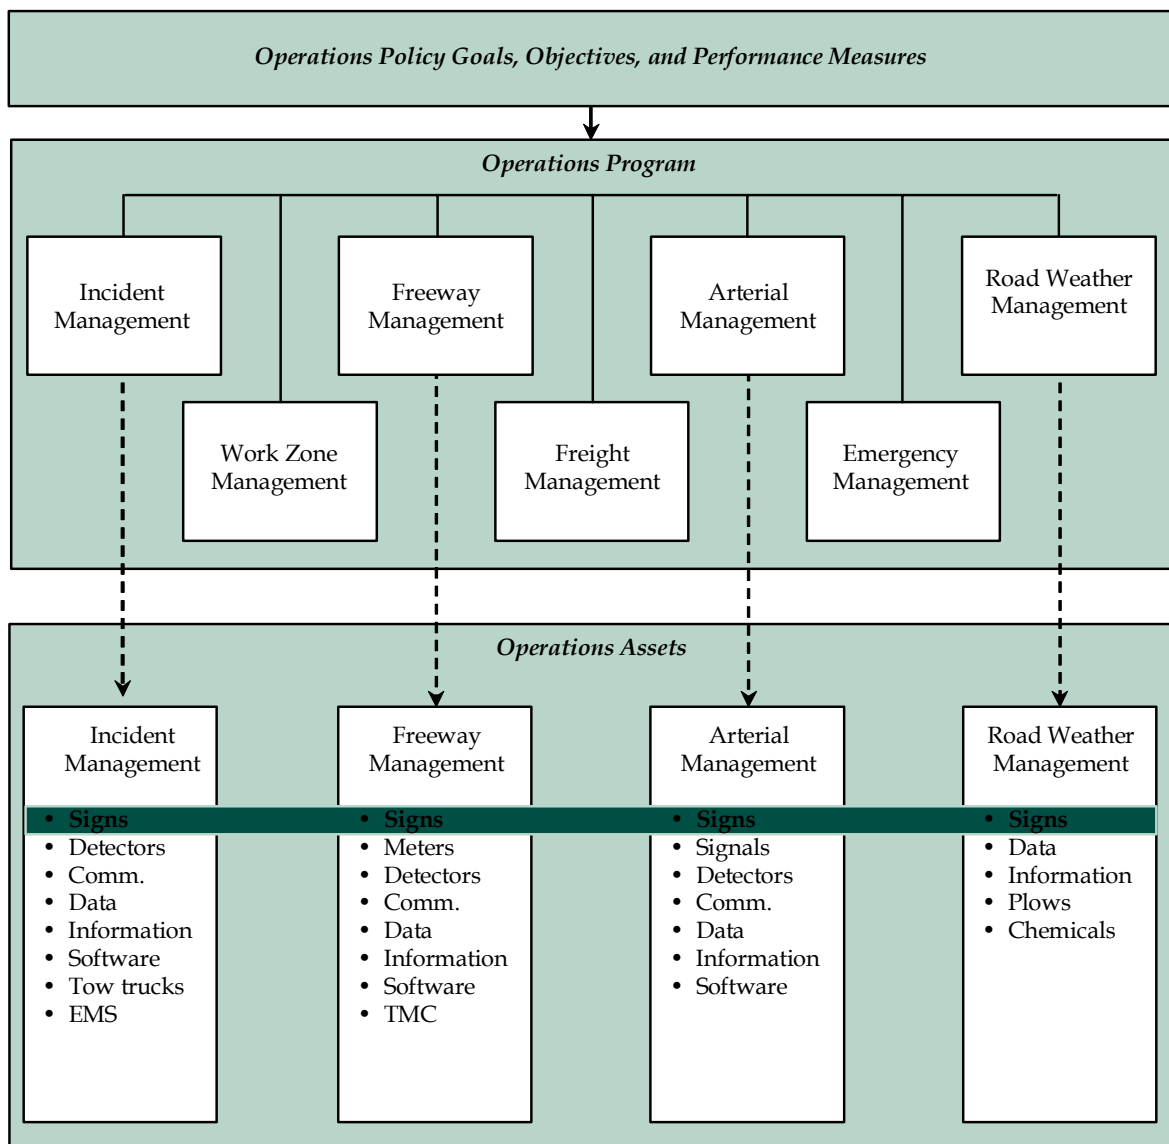 Operations Policy Goals, Objectives, and Performance Measures
Operations Program
Incident
Management
Freeway
Management
Arterial
Management
Road Weather
Management
Work Zone
Management
Freight
Management
Emergency
Management
Operations Assets
Incident
Management
• Signs
• Detectors
• Comm.
• Data
• Information
• Software
• Tow trucks
• EMS
Freeway
Management
• Signs
• Meters
• Detectors
• Comm.
• Data
• Information
• Software
• TMC
Arterial
Management
• Signs
• Signals
• Detectors
• Comm.
• Data
• Information
• Software
Road Weather
Management
• Signs
• Data
• Information
• Plows
• Chemicals